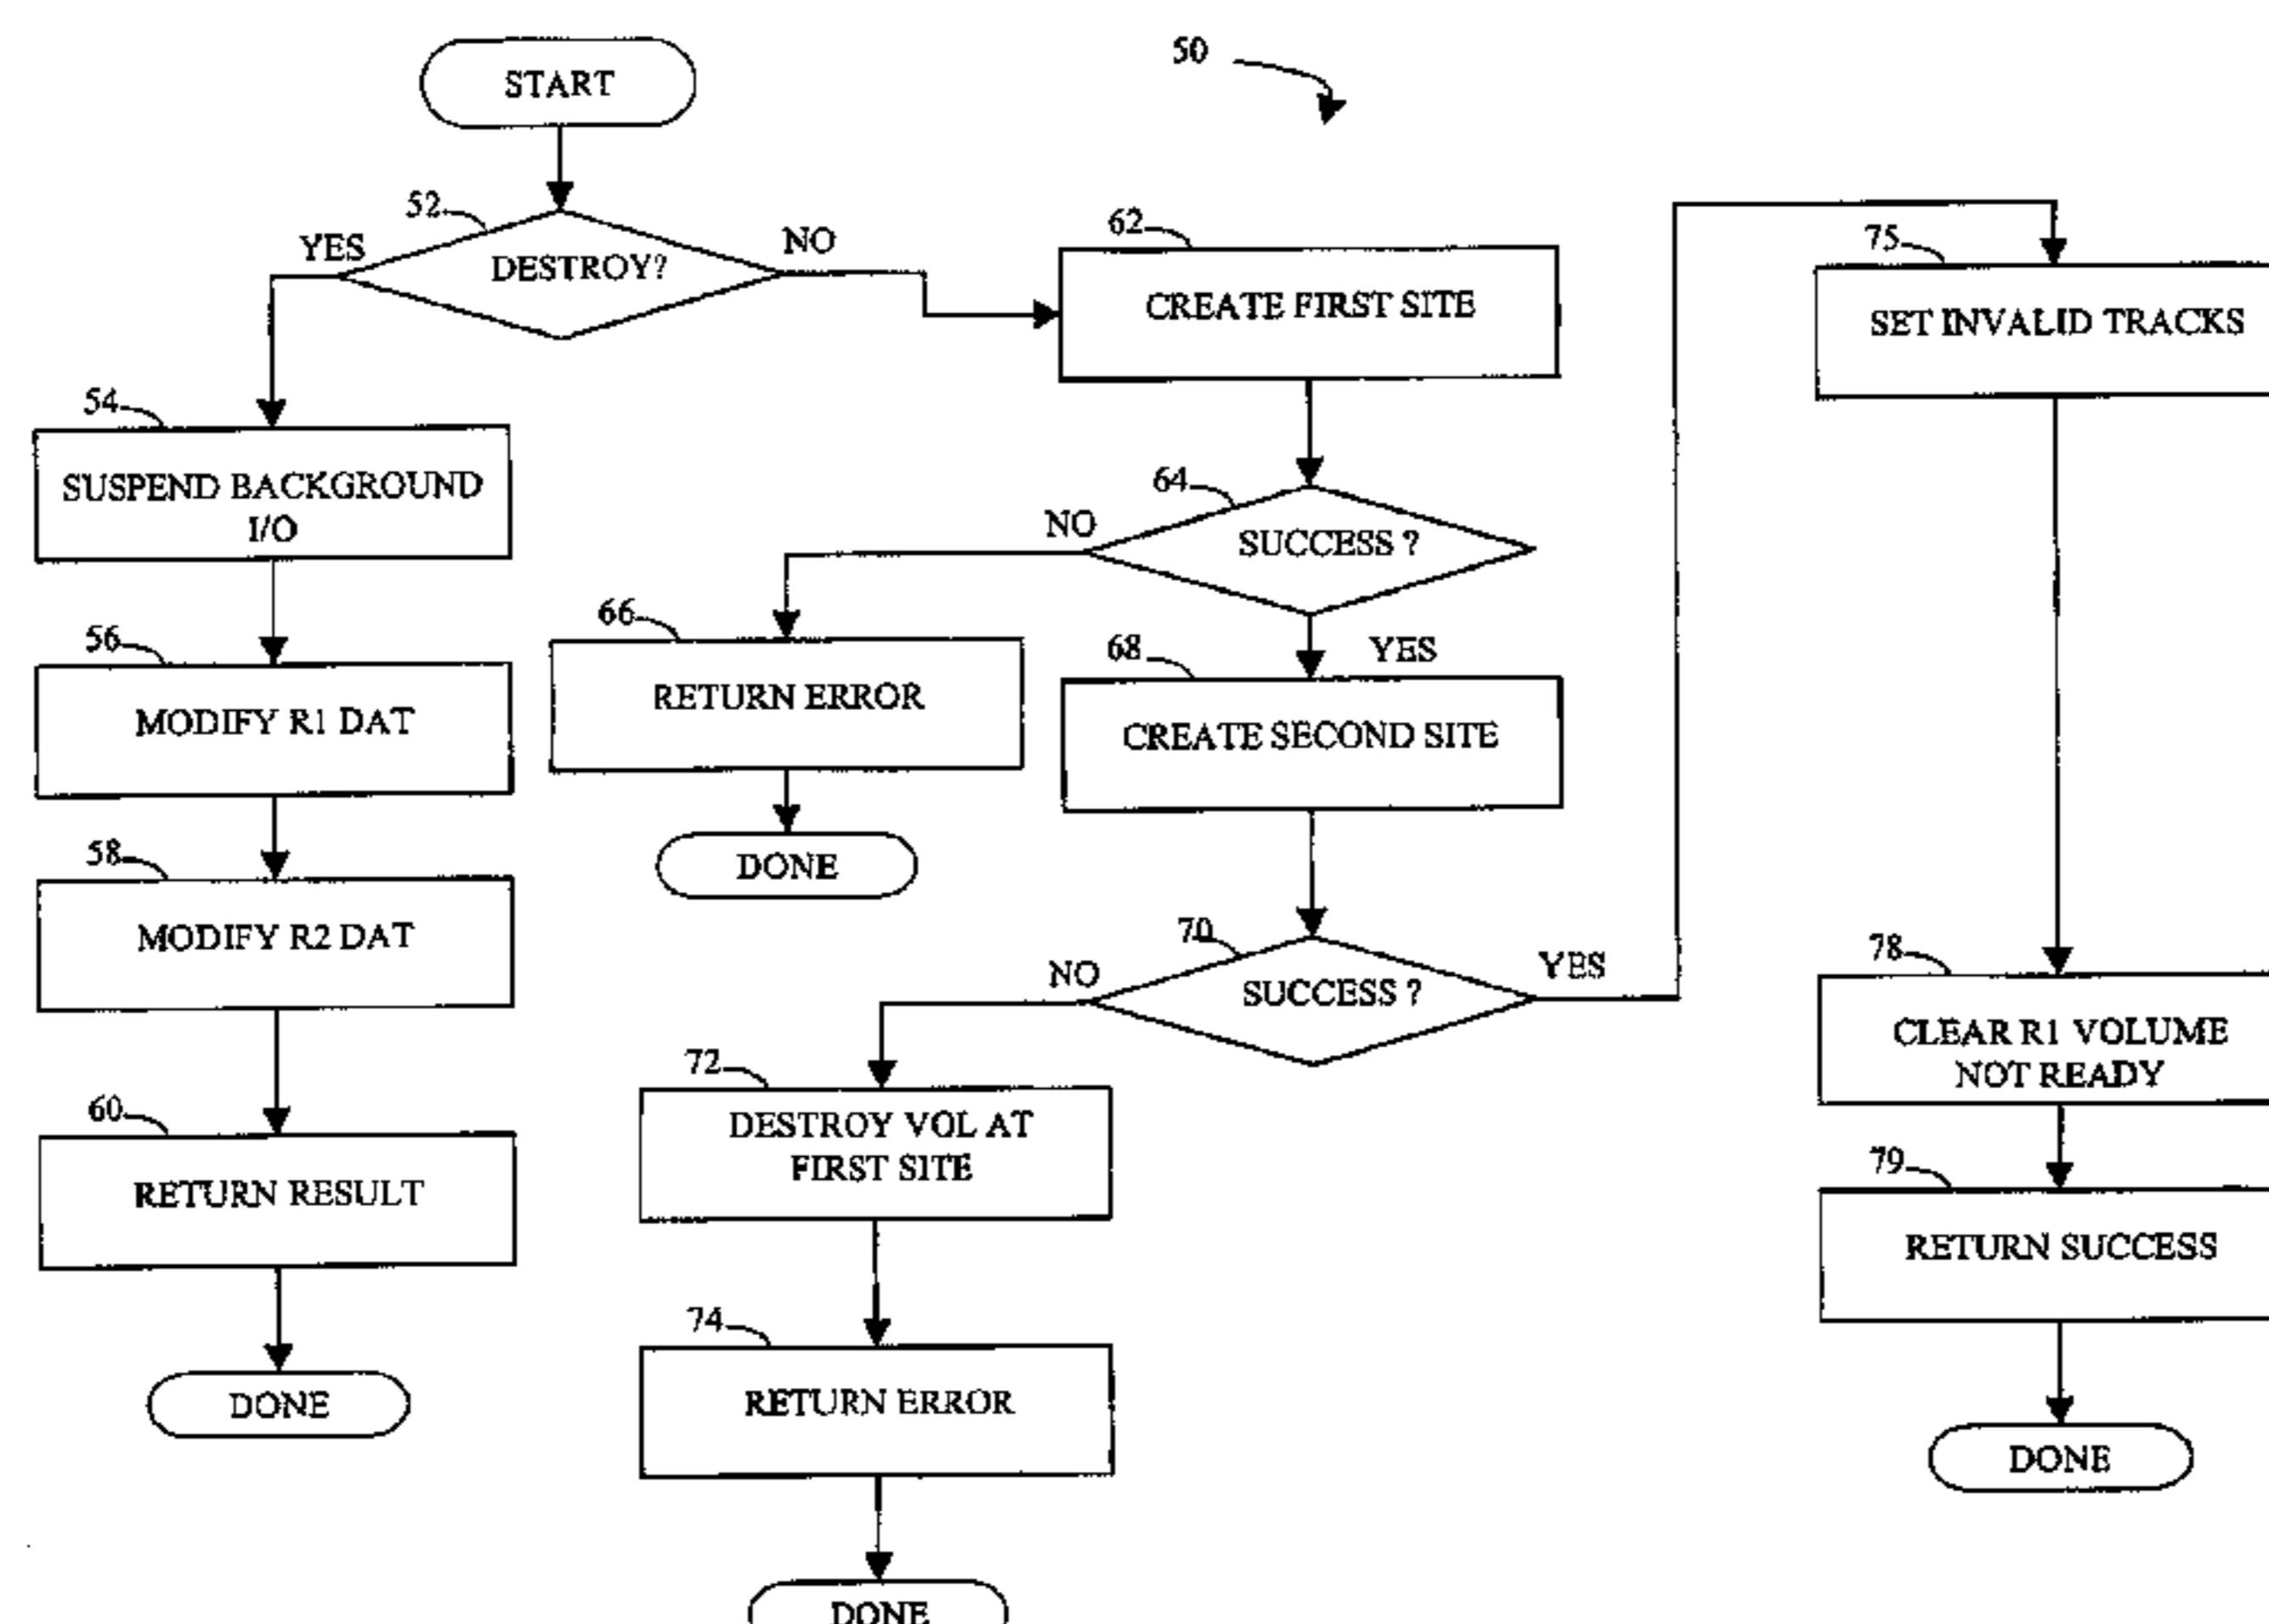 START
50
52
YES
DESTROY?
NO
54
SUSPEND BACKGROUND
I/O
56
MODIFY R1 DAT
58
MODIFY R2 DAT
60
RETURN RESULT
DONE
62
CREATE FIRST SITE
64
NO
SUCCESS ?
YES
66
RETURN ERROR
DONE
68
CREATE SECOND SITE
70
NO
SUCCESS ?
YES
72
DESTROY VOL AT
FIRST SITE
74
RETURN ERROR
DONE
75
SET INVALID TRACKS
78
CLEAR R1 VOLUME
NOT READY
79
RETURN SUCCESS
DONE